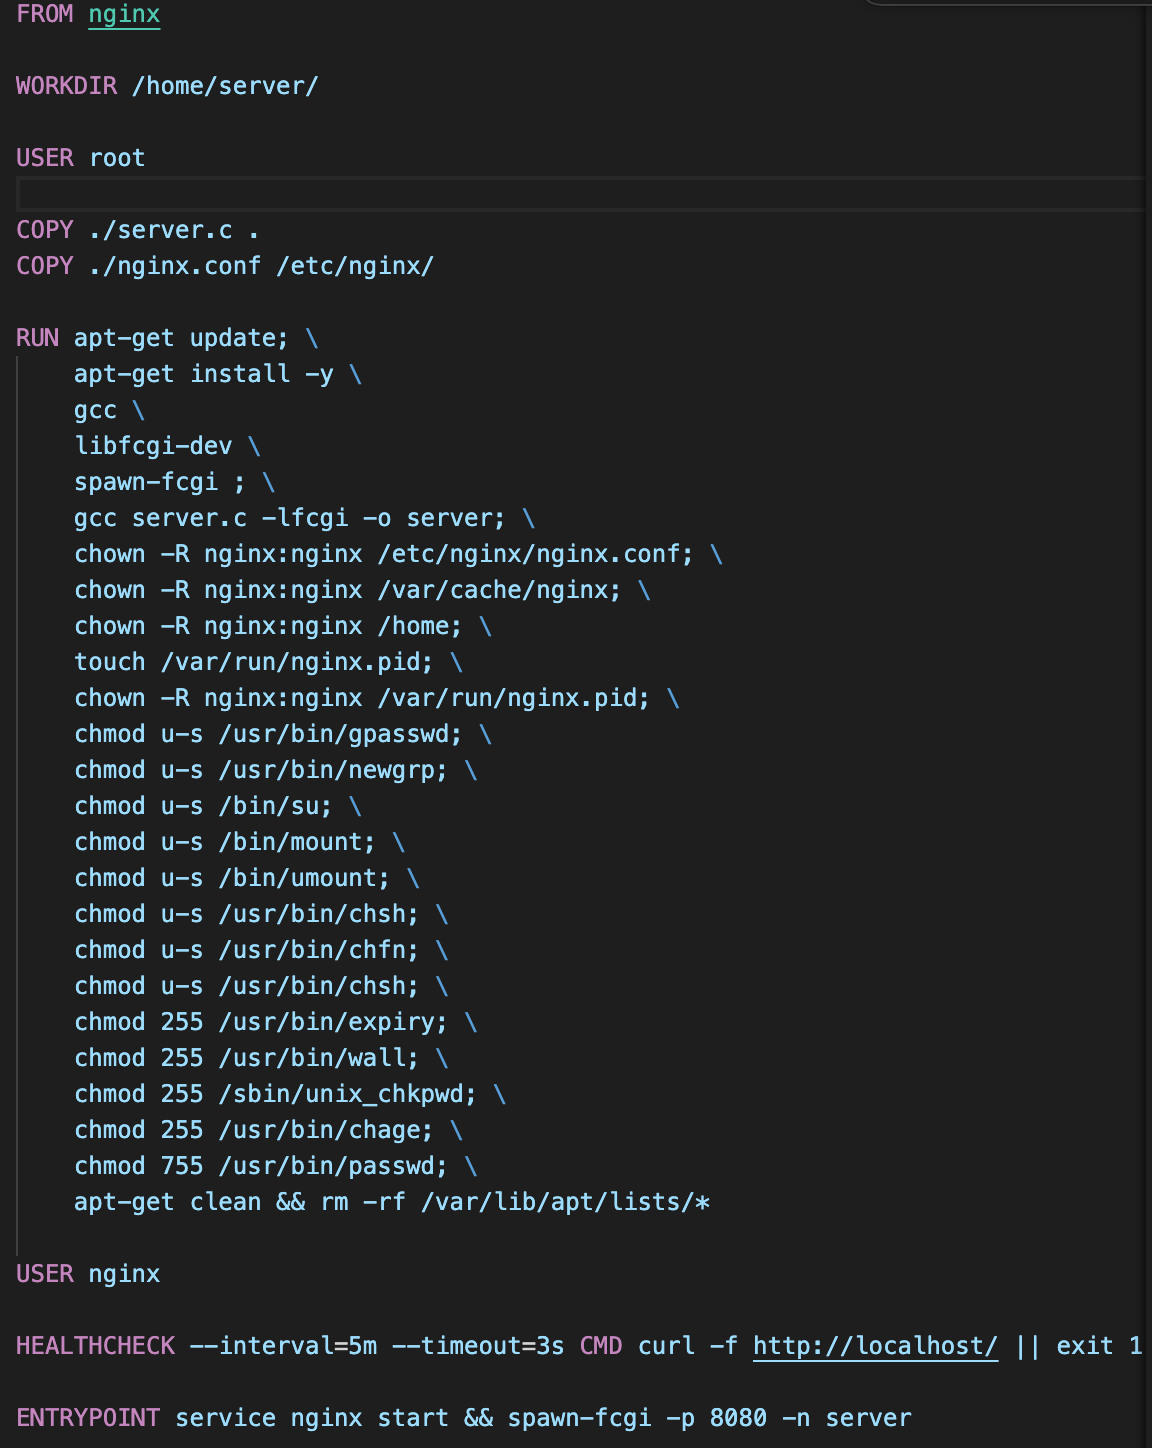 FROM nginx
WORKDIR /home/server/
USER root
COPY ./server.c .
COPY ./nginx.conf /etc/nginx/
RUN apt-get update; \
apt-get install -y \
gcc \
libfcgi-dev \
spawn-fcgi ; \
gcc server.c -lfcgi -o server; \
chown -R nginx:nginx /etc/nginx/nginx.conf; \
chown -R nginx:nginx /var/cache/nginx; \
chown -R nginx:nginx /home; \
touch /var/run/nginx.pid; \
chown -R nginx:nginx /var/run/nginx.pid; \
chmod u-s /usr/bin/gpasswd; \
chmod u-s /usr/bin/newgrp; \
chmod u-s /bin/su; \
chmod u-s /bin/mount; \
chmod u-s /bin/umount; \
chmod u-s /usr/bin/chsh; \
chmod u-s /usr/bin/chfn; \
chmod u-s /usr/bin/chsh; \
chmod 255 /usr/bin/expiry; \
chmod 255 /usr/bin/wall; \
chmod 255 /sbin/unix_chkpwd; \
chmod 255 /usr/bin/chage; \
chmod 755 /usr/bin/passwd; \
apt-get clean && rm -rf /var/lib/apt/lists/*
USER nginx
HEALTHCHECK --interval=5m --timeout=3s CMD curl -f http://localhost/ || exit 1
ENTRYPOINT service nginx start && spawn-fcgi -p 8080 -n server